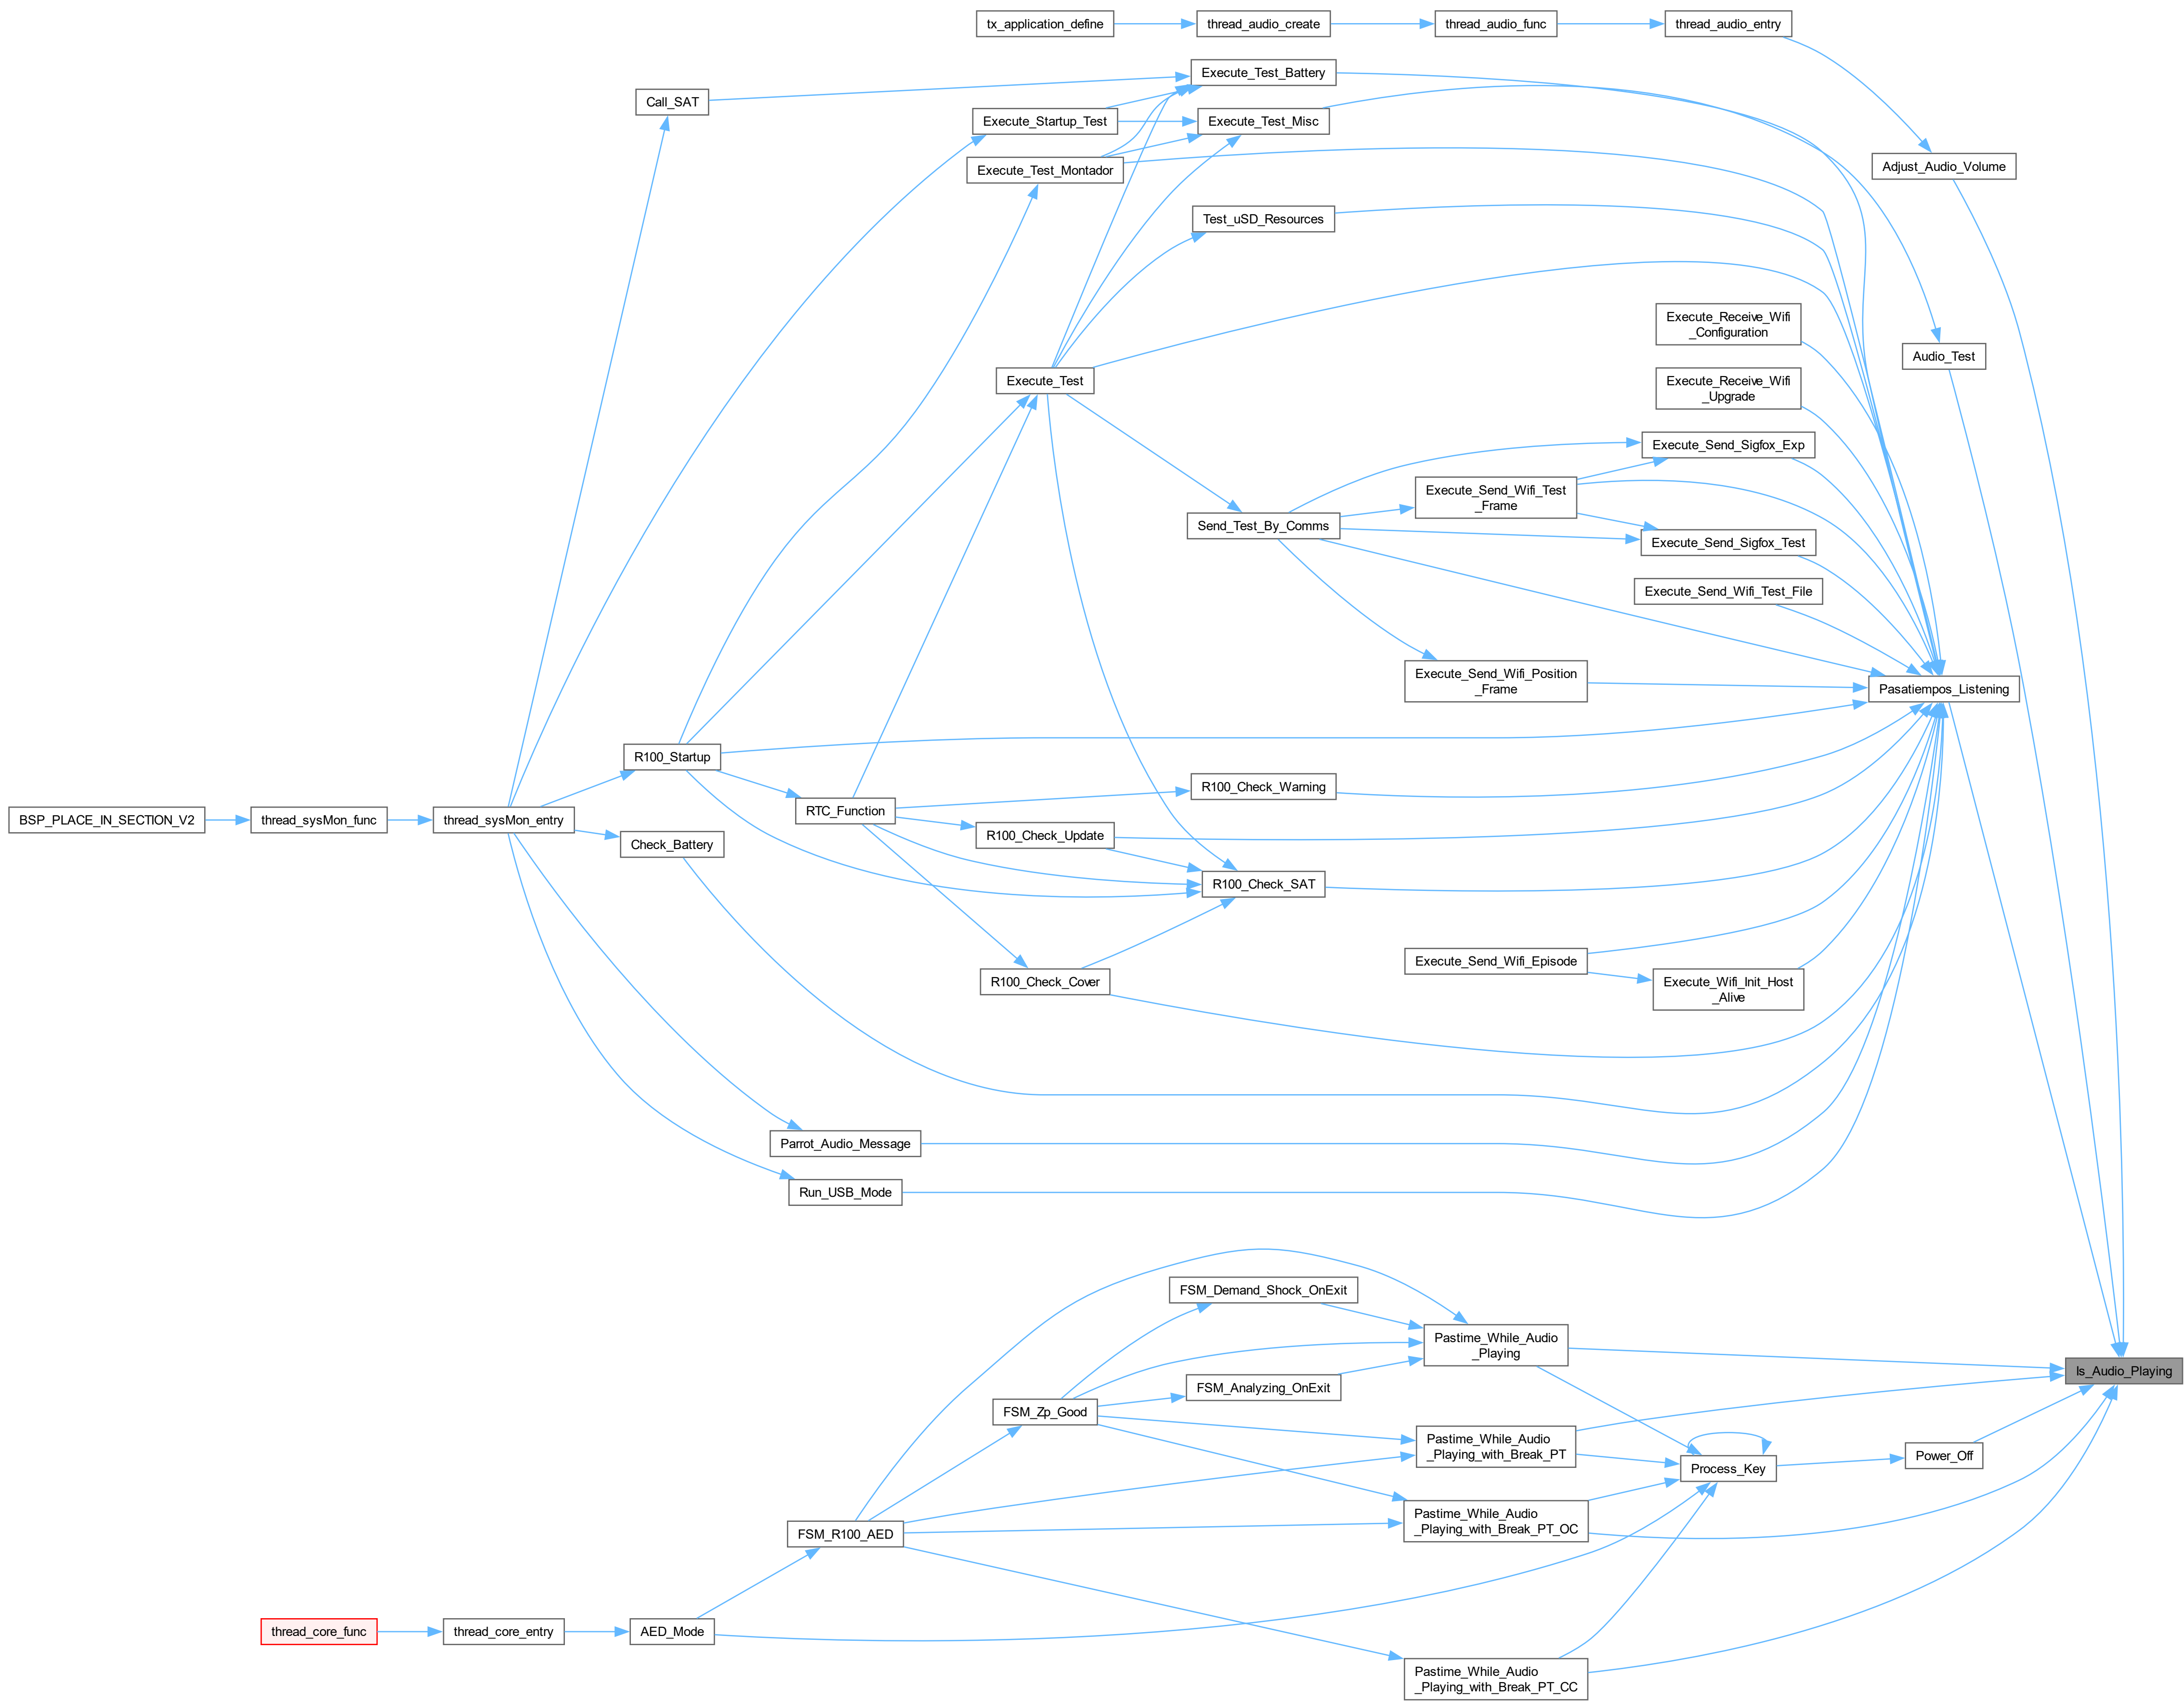 tx_application_define
thread_audio_create
thread_audio_func
thread_audio_entry
Execute_Test_Battery
Call_SAT
Execute_Startup_Test
Execute_Test_Misc
Execute_Test_Montador
Adjust_Audio_Volume
Test_uSD_Resources
Execute_Receive_Wifi
_Configuration
Audio_Test
Execute_Test
Execute_Receive_Wifi
_Upgrade
Execute_Send_Sigfox_Exp
Execute_Send_Wifi_Test
_Frame
Send_Test_By_Comms
Execute_Send_Sigfox_Test
Execute_Send_Wifi_Test_File
Execute_Send_Wifi_Position
_Frame
Pasatiempos_Listening
R100_Startup
R100_Check_Warning
BSP_PLACE_IN_SECTION_V2
thread_sysMon_func
thread_sysMon_entry
RTC_Function
Check_Battery
R100_Check_Update
R100_Check_SAT
Execute_Send_Wifi_Episode
R100_Check_Cover
Execute_Wifi_Init_Host
_Alive
Parrot_Audio_Message
Run_USB_Mode
FSM_Demand_Shock_OnExit
Pastime_While_Audio
_Playing
Is_Audio_Playing
FSM_Analyzing_OnExit
FSM_Zp_Good
Pastime_While_Audio
_Playing_with_Break_PT
Process_Key
Power_Off
Pastime_While_Audio
_Playing_with_Break_PT_OC
FSM_R100_AED
thread_core_func
thread_core_entry
AED_Mode
Pastime_While_Audio
_Playing_with_Break_PT_CC